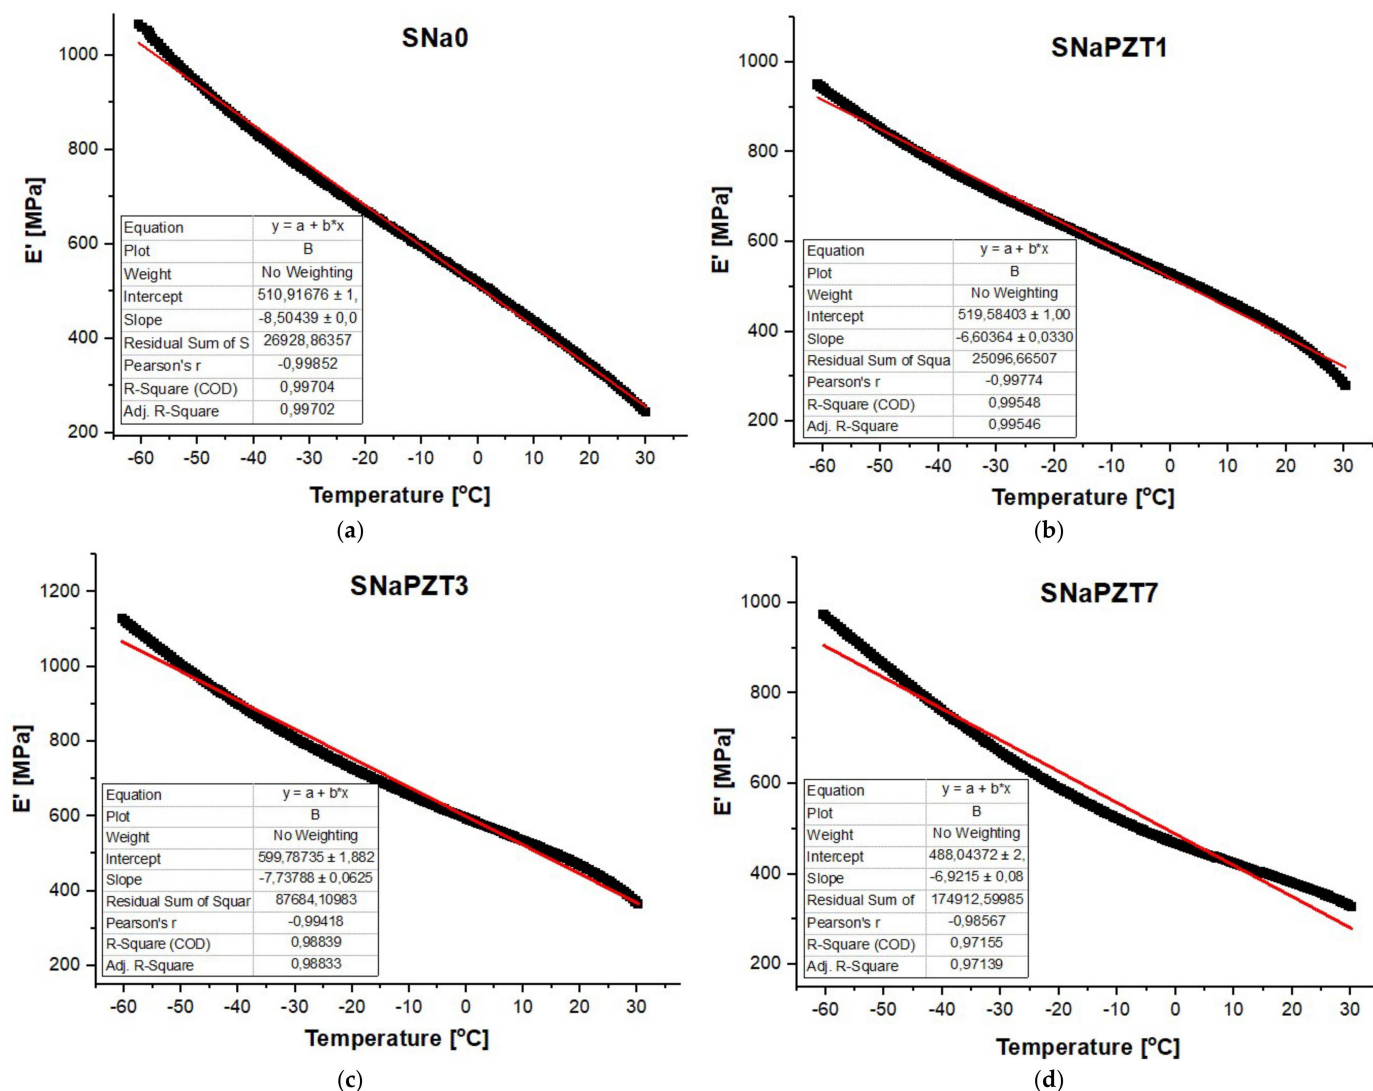 SNa0
E' [MPa]
1000
800
600
400
200
Equation y = a + b*x
Plot B
Weight No Weighting
Intercept 510,91676 ± 1,
Slope -8,50439 ± 0,0
Residual Sum of S 26928,86357
Pearson's r -0,99852
R-Square (COD) 0,99704
Adj. R-Square 0,99702
-60 -50 -40 -30 -20 -10 0 10 20 30
Temperature [°C]
(a)
SNaPZT1
E' [MPa]
1000
800
600
400
200
Equation y = a + b*x
Plot B
Weight No Weighting
Intercept 519,58403 ± 1,00
Slope -6,60364 ± 0,0330
Residual Sum of Squa 25096,66507
Pearson's r -0,99774
R-Square (COD) 0,99548
Adj. R-Square 0,99546
-60 -50 -40 -30 -20 -10 0 10 20 30
Temperature [°C]
(b)
SNaPZT3
E' [MPa]
1200
1000
800
600
400
200
Equation y = a + b*x
Plot B
Weight No Weighting
Intercept 599,78735 ± 1,882
Slope -7,73788 ± 0,0625
Residual Sum of Squar 87684,10983
Pearson's r -0,99418
R-Square (COD) 0,98839
Adj. R-Square 0,98833
-60 -50 -40 -30 -20 -10 0 10 20 30
Temperature [°C]
(c)
SNaPZT7
E' [MPa]
1000
800
600
400
200
Equation y = a + b*x
Plot B
Weight No Weighting
Intercept 488,04372 ± 2,
Slope -6,9215 ± 0,08
Residual Sum of 174912,59985
Pearson's r -0,98567
R-Square (COD) 0,97155
Adj. R-Square 0,97139
-60 -50 -40 -30 -20 -10 0 10 20 30
Temperature [°C]
(d)